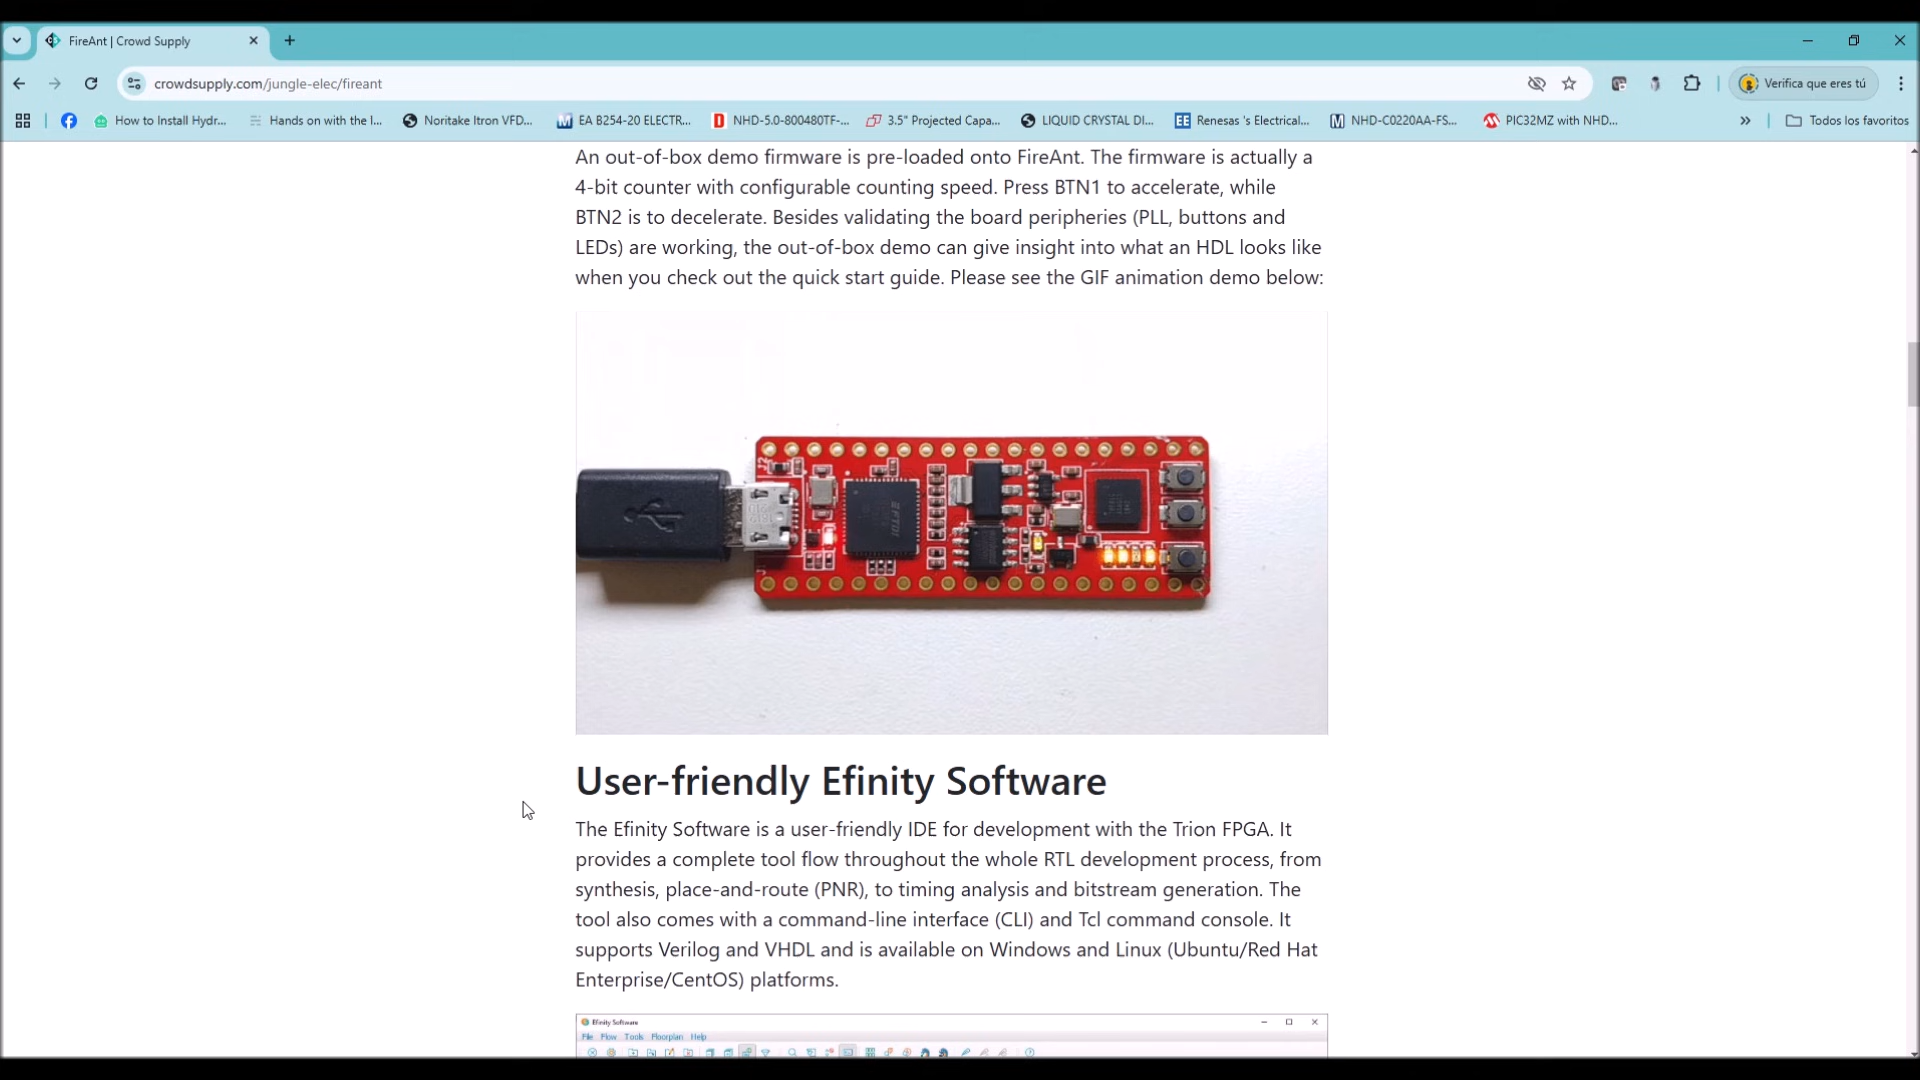 FireAnt | Crowd Supply
crowdsupply.com/jungle-elec/fireant
Verifica que eres tú
How to Install Hydr...
Hands on with the I...
Noritake Itron VFD...
EA B254-20 ELECTR...
NHD-5.0-800480TF-...
3.5" Projected Capa...
LIQUID CRYSTAL DI...
Renesas 's Electrical...
NHD-C0220AA-FS...
PIC32MZ with NHD...
»
Todos los favoritos
An out-of-box demo firmware is pre-loaded onto FireAnt. The firmware is actually a
4-bit counter with configurable counting speed. Press BTN1 to accelerate, while
BTN2 is to decelerate. Besides validating the board peripheries (PLL, buttons and
LEDs) are working, the out-of-box demo can give insight into what an HDL looks like
when you check out the quick start guide. Please see the GIF animation demo below:
J2
FTDI
User-friendly Efinity Software
The Efinity Software is a user-friendly IDE for development with the Trion FPGA. It
provides a complete tool flow throughout the whole RTL development process, from
synthesis, place-and-route (PNR), to timing analysis and bitstream generation. The
tool also comes with a command-line interface (CLI) and Tcl command console. It
supports Verilog and VHDL and is available on Windows and Linux (Ubuntu/Red Hat
Enterprise/CentOS) platforms.
Efinity Software
File Flow Tools Floorplan Help